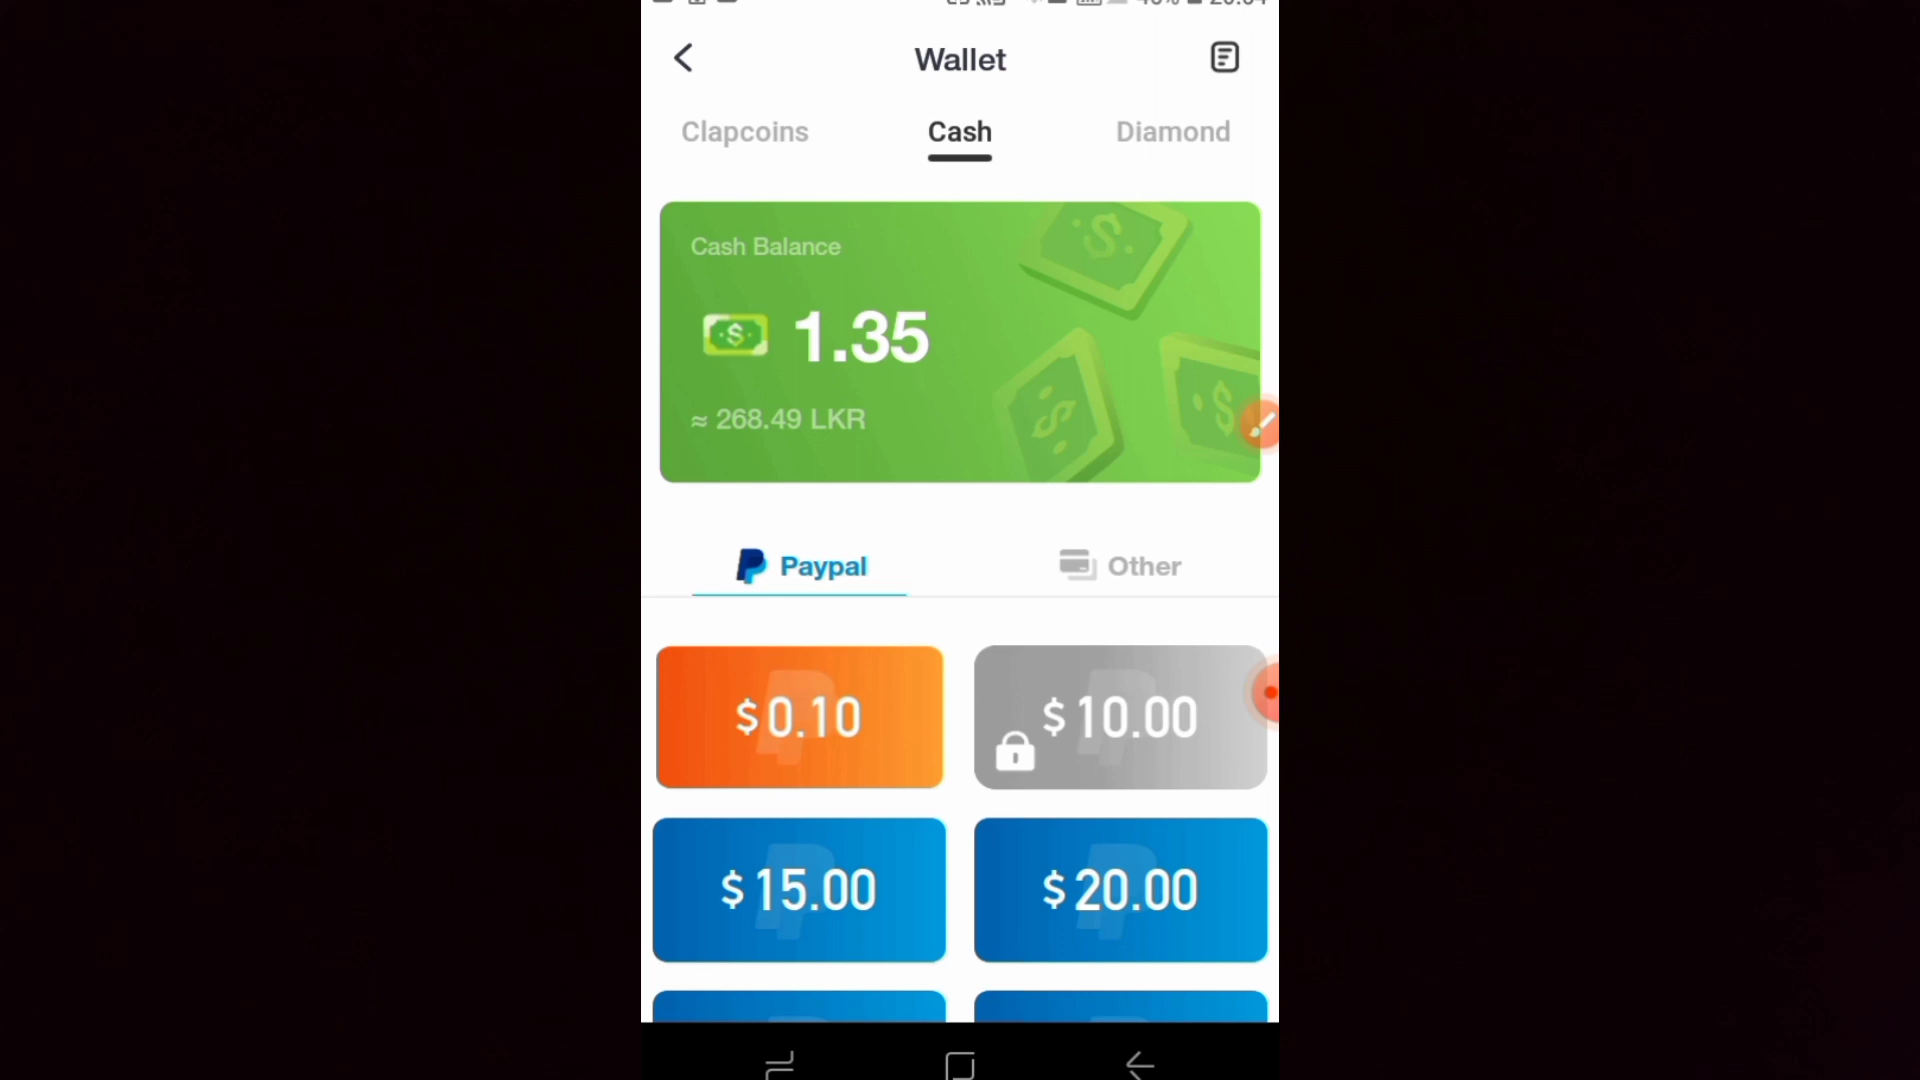 Wallet
Clapcoins Cash Diamond
Cash Balance
1.35
≈ 268.49 LKR
Paypal Other
$0.10 $10.00
$15.00 $20.00